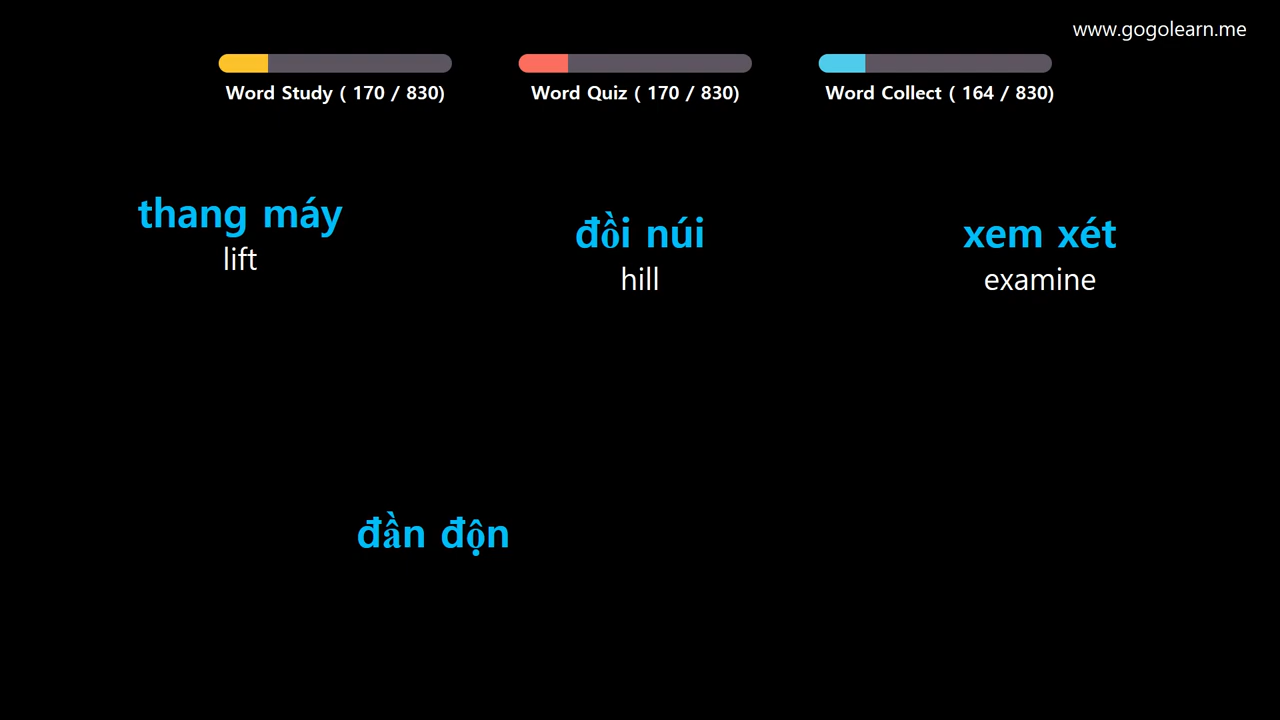 www.gogolearn.me
Word Study ( 170 / 830)
Word Quiz ( 170 / 830)
Word Collect ( 164 / 830)
thang máy
lift
đồi núi
hill
xem xét
examine
đần độn